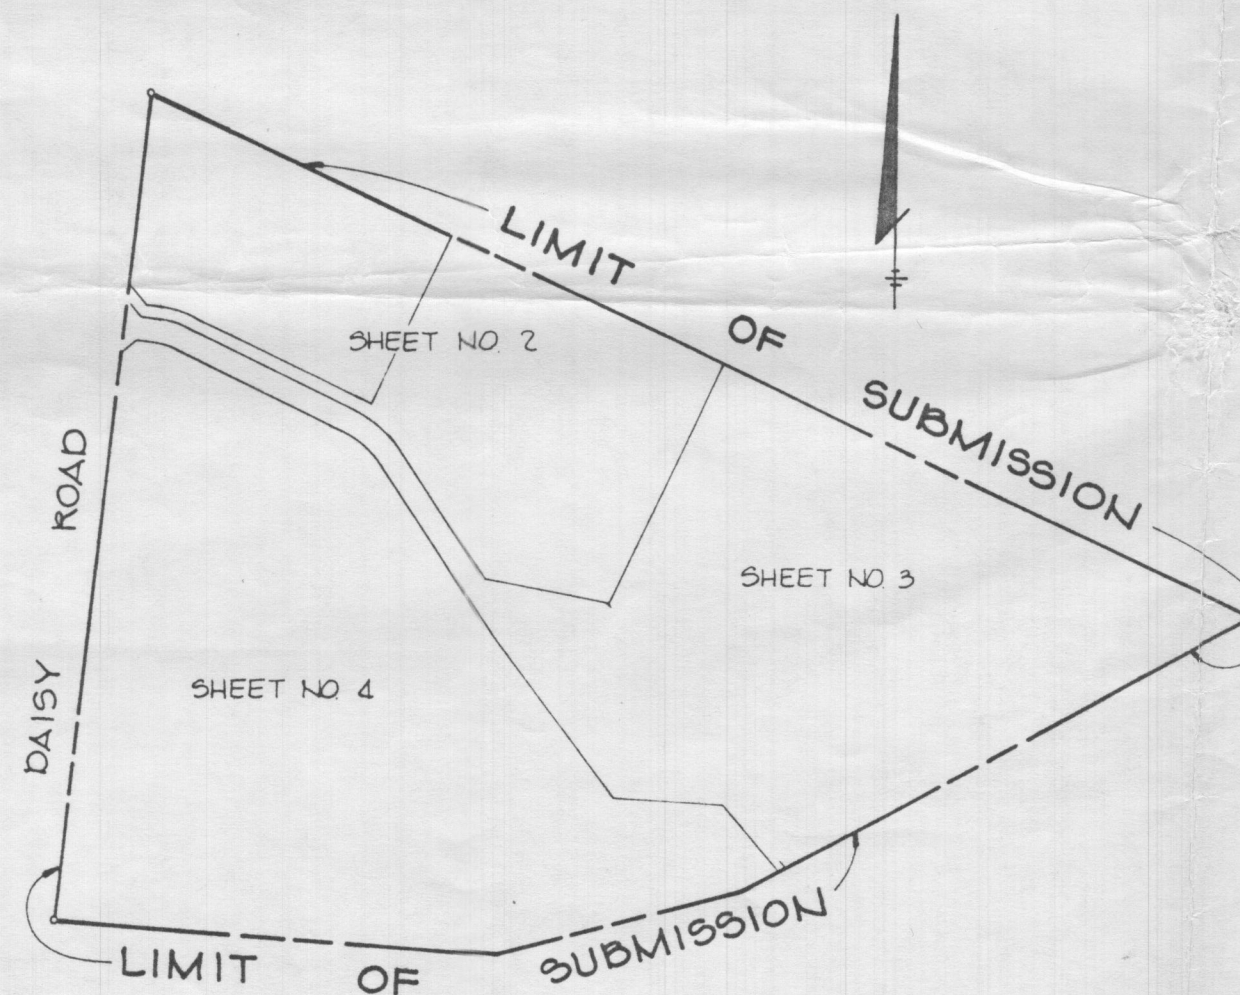 LIMIT OF SUBMISSION
SHEET NO. 2
DAISY ROAD
SHEET NO. 3
SHEET NO. 4
LIMIT OF SUBMISSION